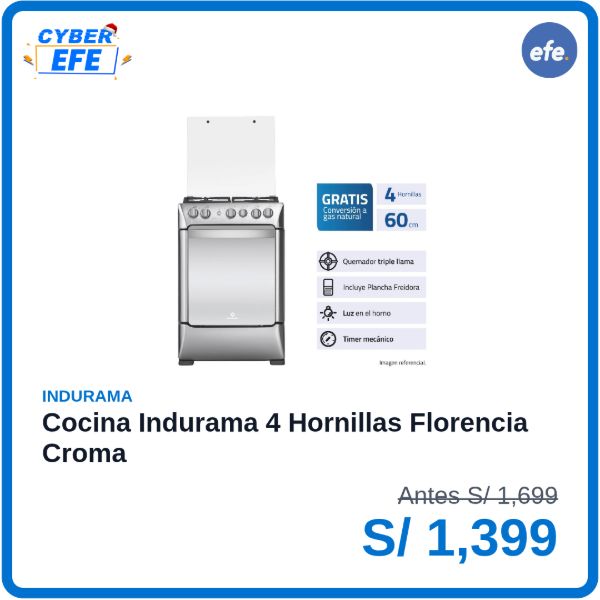 CYBER
EFE
efe.
GRATIS
Conversión a
gas natural
4 Hornillas
60 cm
Quemador triple llama
Incluye Plancha Freidora
Luz en el horno
Timer mecánico
Imagen referencial.
INDURAMA
Cocina Indurama 4 Hornillas Florencia
Croma
Antes S/ 1,699
S/ 1,399